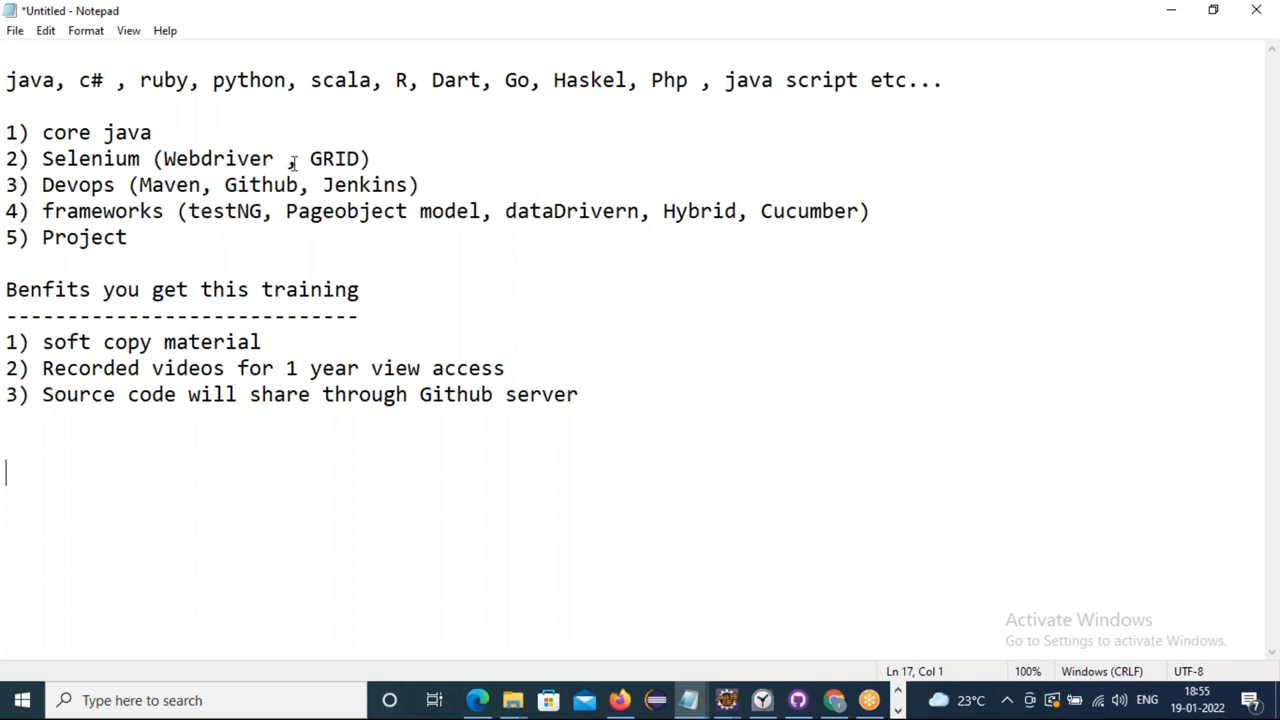 *Untitled - Notepad
File Edit Format View Help
java, c# , ruby, python, scala, R, Dart, Go, Haskel, Php , java script etc...
1) core java
2) Selenium (Webdriver , GRID)
3) Devops (Maven, Github, Jenkins)
4) frameworks (testNG, Pageobject model, dataDrivern, Hybrid, Cucumber)
5) Project
Benfits you get this training
-----------------------------
1) soft copy material
2) Recorded videos for 1 year view access
3) Source code will share through Github server
Activate Windows
Go to Settings to activate Windows.
Ln 17, Col 1 100% Windows (CRLF) UTF-8
Type here to search 23°C ENG 18:55
19-01-2022 7